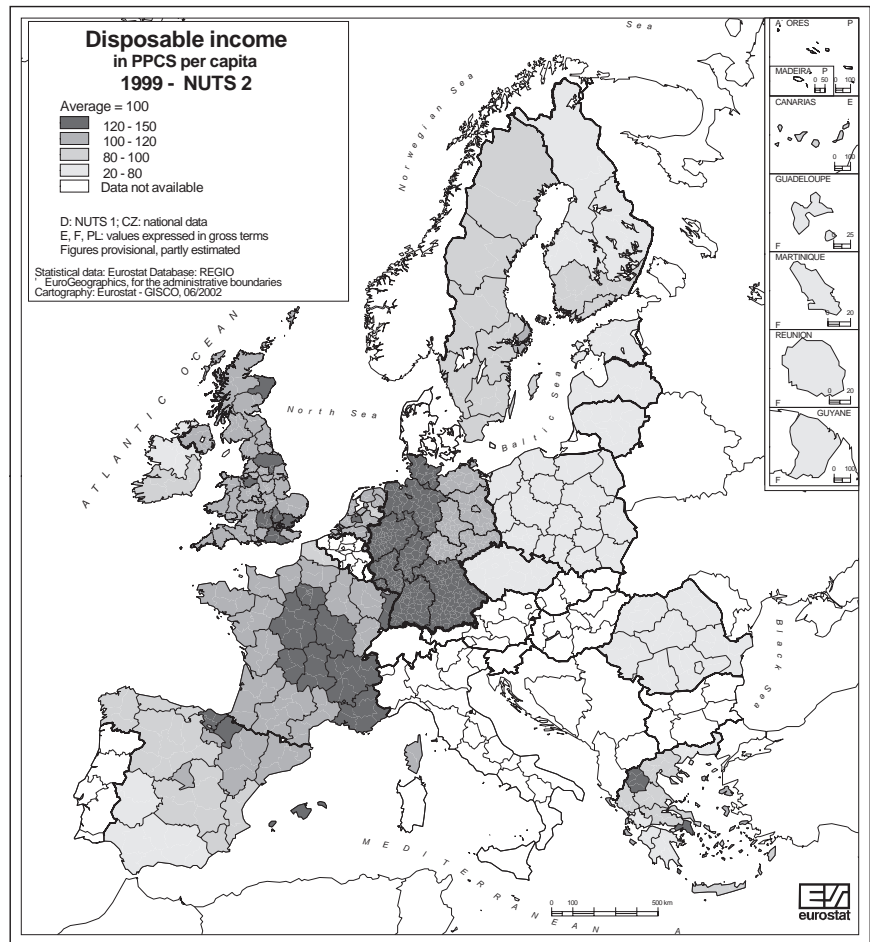 Disposable income
in PPCS per capita
1999 - NUTS 2
Average = 100
120 - 150
100 - 120
80 - 100
20 - 80
Data not available
D: NUTS 1; CZ: national data
E, F, PL: values expressed in gross terms
Figures provisional, partly estimated
Statistical data: Eurostat Database: REGIO
EuroGeographics, for the administrative boundaries
Cartography: Eurostat - GISCO, 06/2002
Sea
Norwegian Sea
ATLANTIC OCEAN
North Sea
Baltic Sea
Black Sea
MEDITERRANEAN
A
A¨ORES P
MADEIRA P
0 50 0 100
CANARIAS E
0 100
GUADELOUPE
F 25
MARTINIQUE
F 0 20
REUNION
F 0 20
GUYANE
F 0 100
0 100 500 km
eurostat